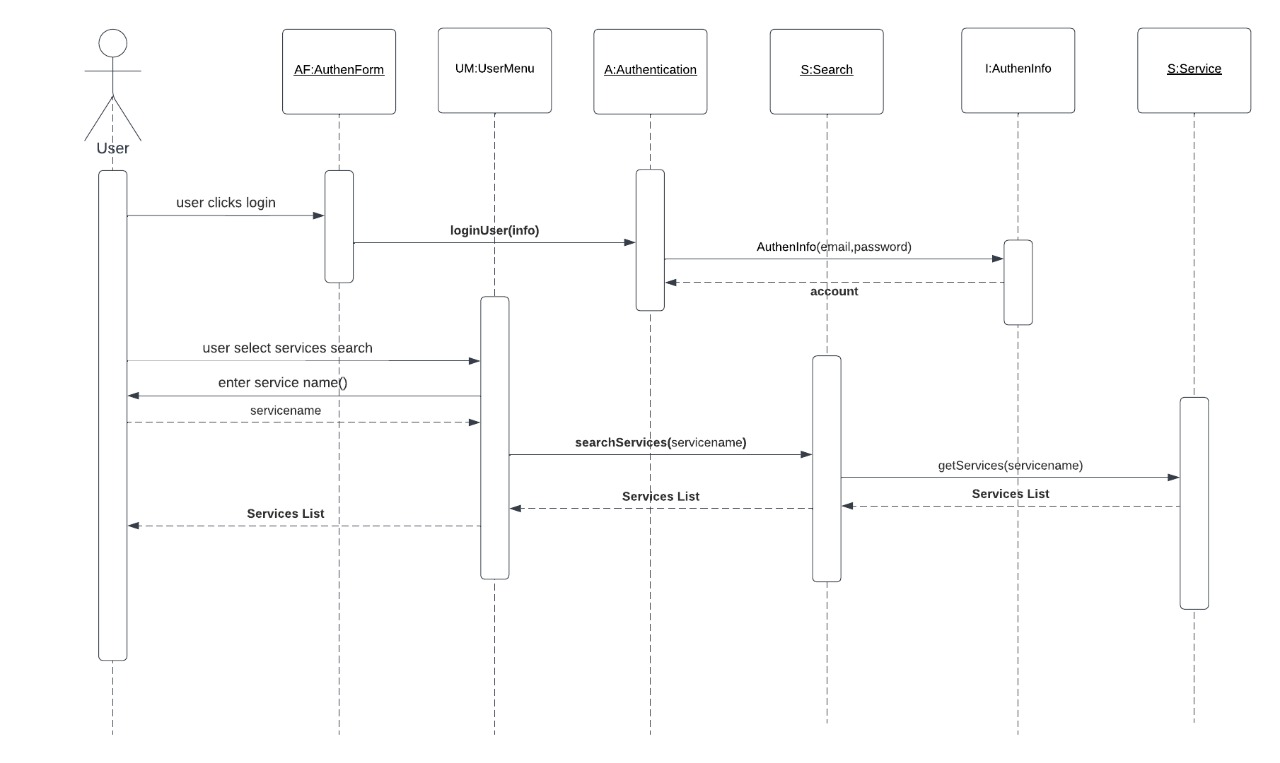 AF:AuthenForm
UM:UserMenu
A:Authentication
S:Search
I:AuthenInfo
S:Service
User
user clicks login
loginUser(info)
AuthenInfo(email,password)
account
user select services search
enter service name()
servicename
searchServices(servicename)
getServices(servicename)
Services List
Services List
Services List